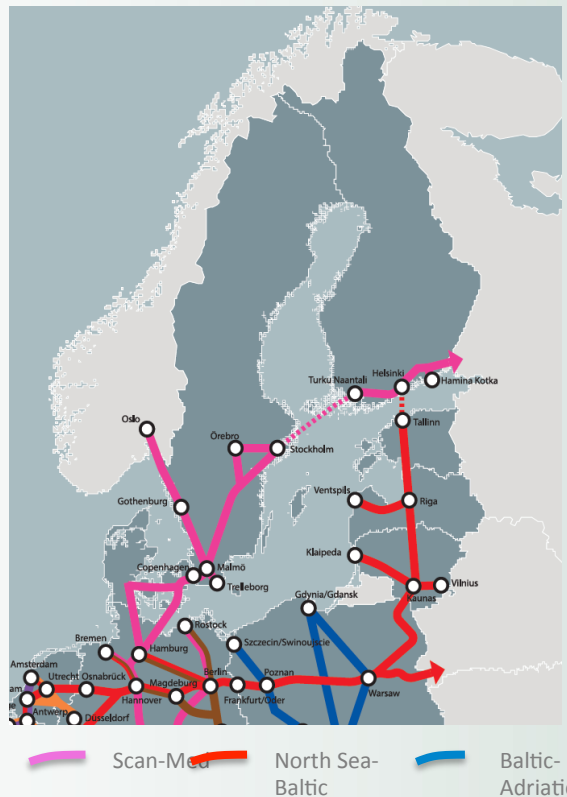 Turku Naantali
Helsinki
Hamina Kotka
Oslo
Örebro
Stockholm
Tallinn
Gothenburg
Ventspils
Riga
Klaipeda
Copenhagen
Malmö
Trelleborg
Kaunas
Vilnius
Gdynia/Gdansk
Rostock
Bremen
Hamburg
Szczecin/Swinoujscie
Amsterdam
Utrecht
Osnabrück
Magdeburg
Berlin
Poznan
Warsaw
Hannover
Frankfurt/Oder
Antwerp
Düsseldorf
Scan-Med
North Sea-
Baltic
Baltic-